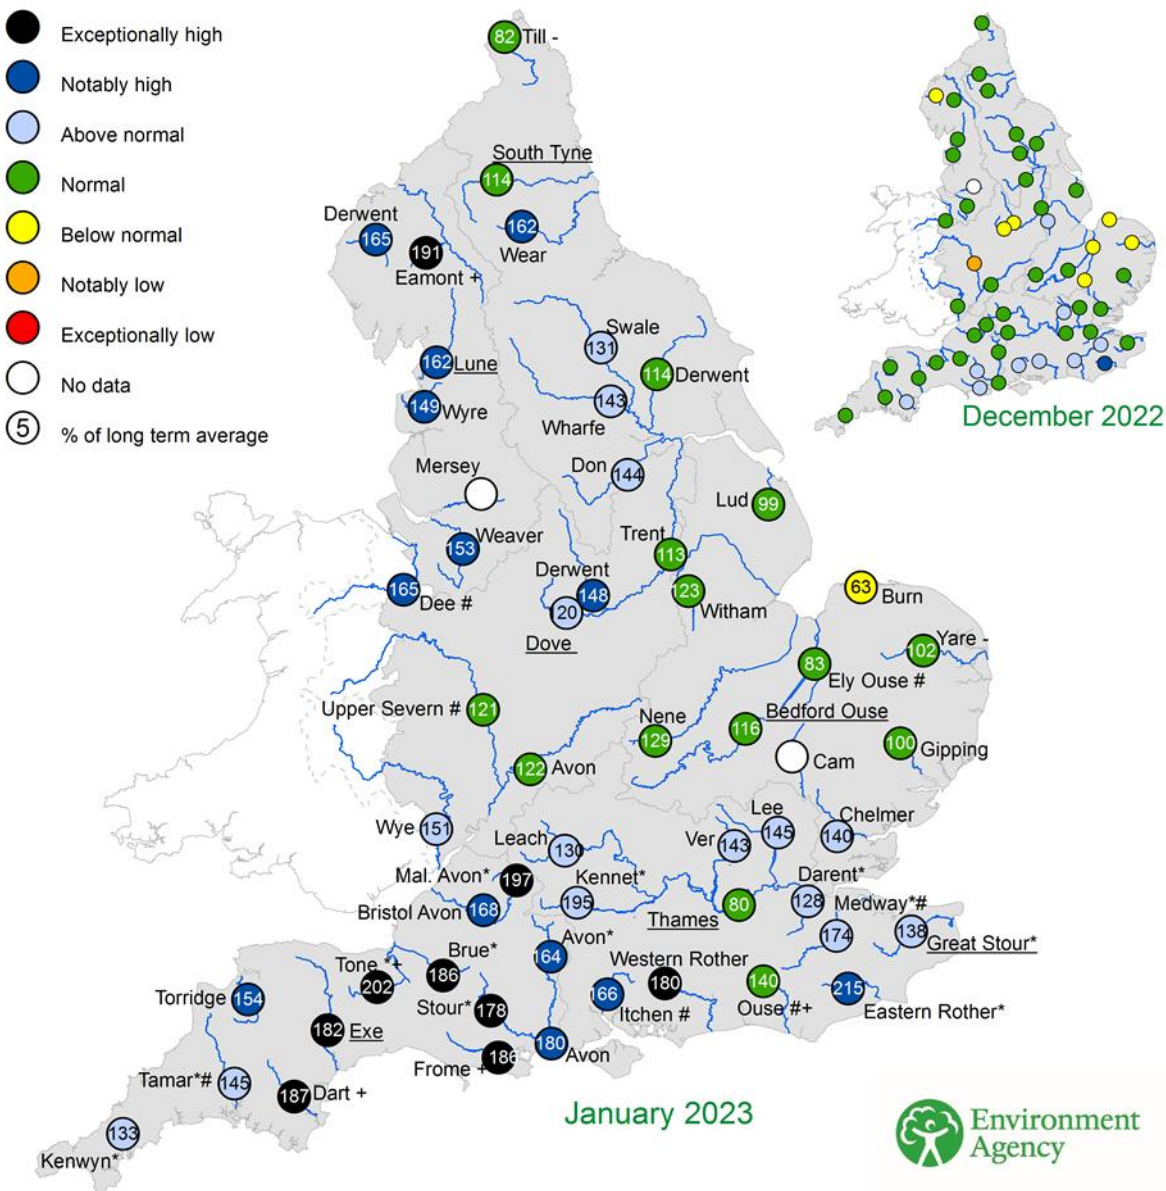 Exceptionally high
Notably high
Above normal
Normal
Below normal
Notably low
Exceptionally low
No data
5 % of long term average
December 2022
82 Till -
South Tyne
114
Derwent
165
162
Wear
191
Eamont +
Swale
131
162 Lune
114 Derwent
149 Wyre
143
Wharfe
Mersey
Don
144
Lud 99
Weaver
153
Trent
113
Derwent
148
165
Dee #
120
Dove
123
Witham
63 Burn
Yare -
102
83
Ely Ouse #
Upper Severn # 121
Nene
129
Bedford Ouse
116
100 Gipping
122 Avon
Cam
Wye 151
Leach
130
Ver
143
Lee
145
Chelmer
140
Mal. Avon*
197
Kennet*
195
Darent*
128
Bristol Avon 168
Thames
80
Medway*#
174
138
Great Stour*
Brue*
186
Avon*
164
Western Rother
180
Tone *+
202
Torridge 154
Stour*
178
166
Itchen #
140
Ouse #+
215
Eastern Rother*
182 Exe
180
Avon
Frome +
186
Tamar*#
145
187 Dart +
133
Kenwyn*
January 2023
Environment
Agency